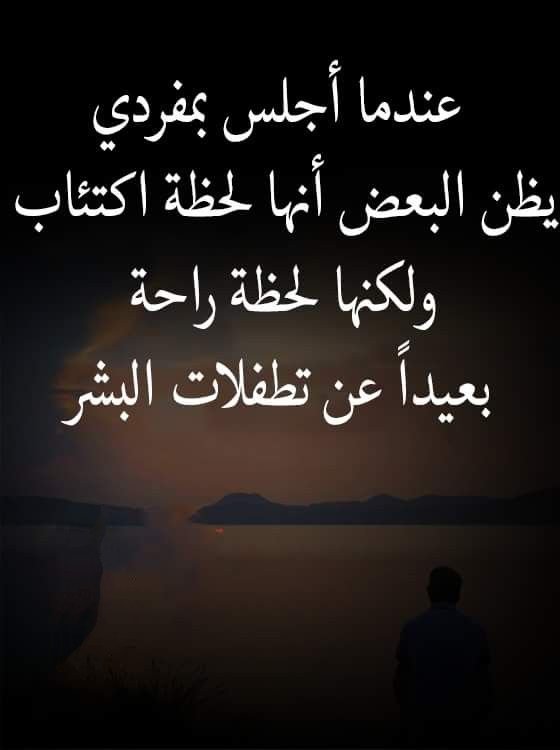 عندما أجلس بمفردي
يظن البعض أنها لحظة اكتئاب
ولكنها لحظة راحة
بعيداً عن تطفلات البشر